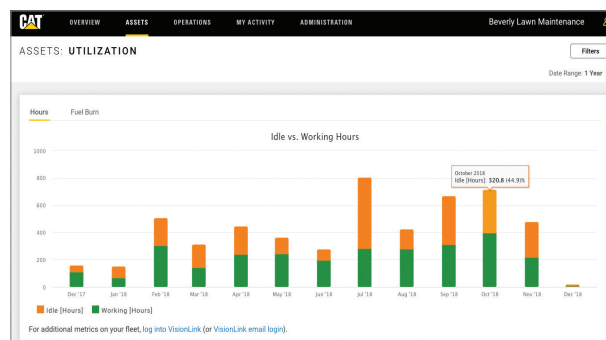 CAT OVERVIEW ASSETS OPERATIONS MY ACTIVITY ADMINISTRATION Beverly Lawn Maintenance
ASSETS: UTILIZATION Filters
Date Range: 1 Year
Hours Fuel Burn
Idle vs. Working Hours
1000
800
October 2018
Idle [Hours]: 320.8 (44.9)%
600
400
200
0
Dec '17 Jan '18 Feb '18 Mar '18 Apr '18 May '18 Jun '18 Jul '18 Aug '18 Sep '18 Oct '18 Nov '18 Dec '18
Idle [Hours] Working [Hours]
For additional metrics on your fleet, log into VisionLink (or VisionLink email login).